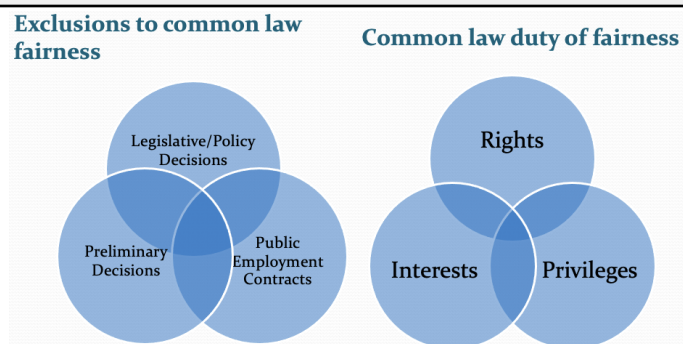 Exclusions to common law
fairness
Legislative/Policy
Decisions
Preliminary
Decisions
Public
Employment
Contracts
Common law duty of fairness
Rights
Interests
Privileges